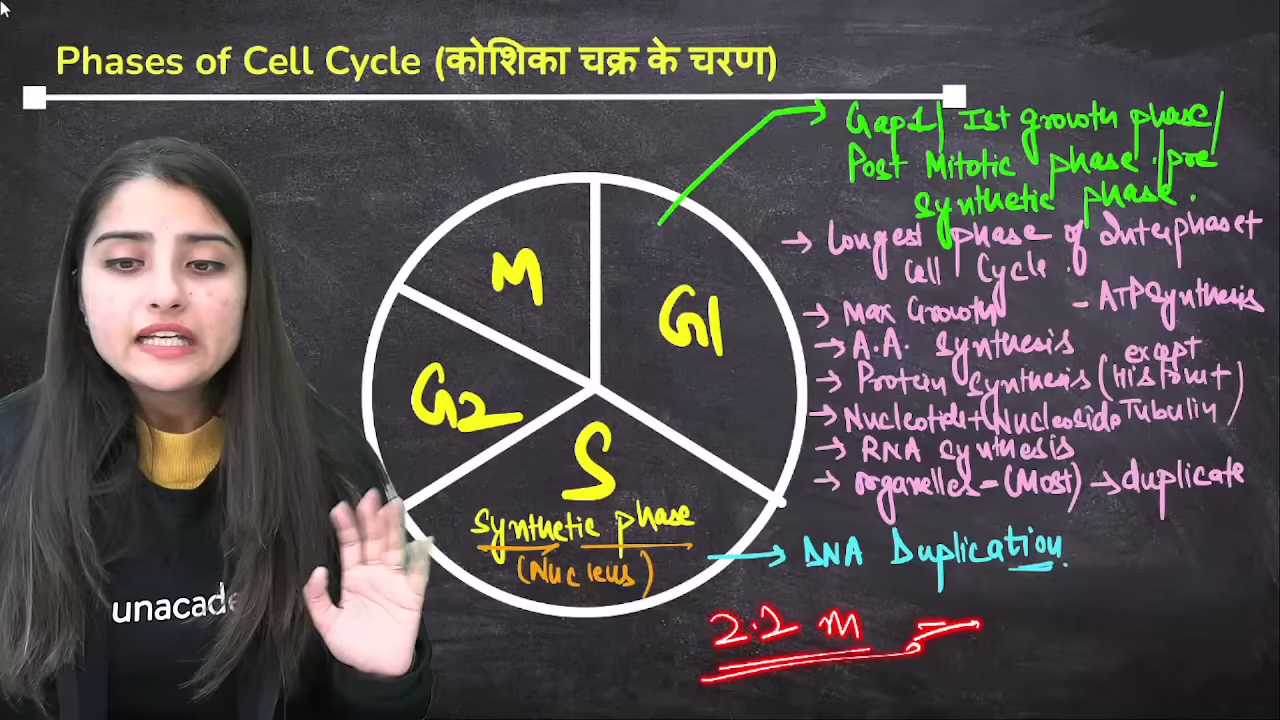 Phases of Cell Cycle (कोशिका चक्र के चरण)
Gap1/ Ist growth phase/
Post Mitotic phase /pre
synthetic phase.
→ Longest phase of Interphase+
Cell Cycle.
→ Max Growth - ATP synthesis
→ A.A. synthesis
→ Protein synthesis (exept Histone +
Tubulin)
→ Nucleotide+Nucleoside
→ RNA synthesis
→ organelles - (Most) → duplicate
M
G1
G2
S
synthetic phase
(Nucleus)
→ DNA Duplication.
2.2 m
unacade